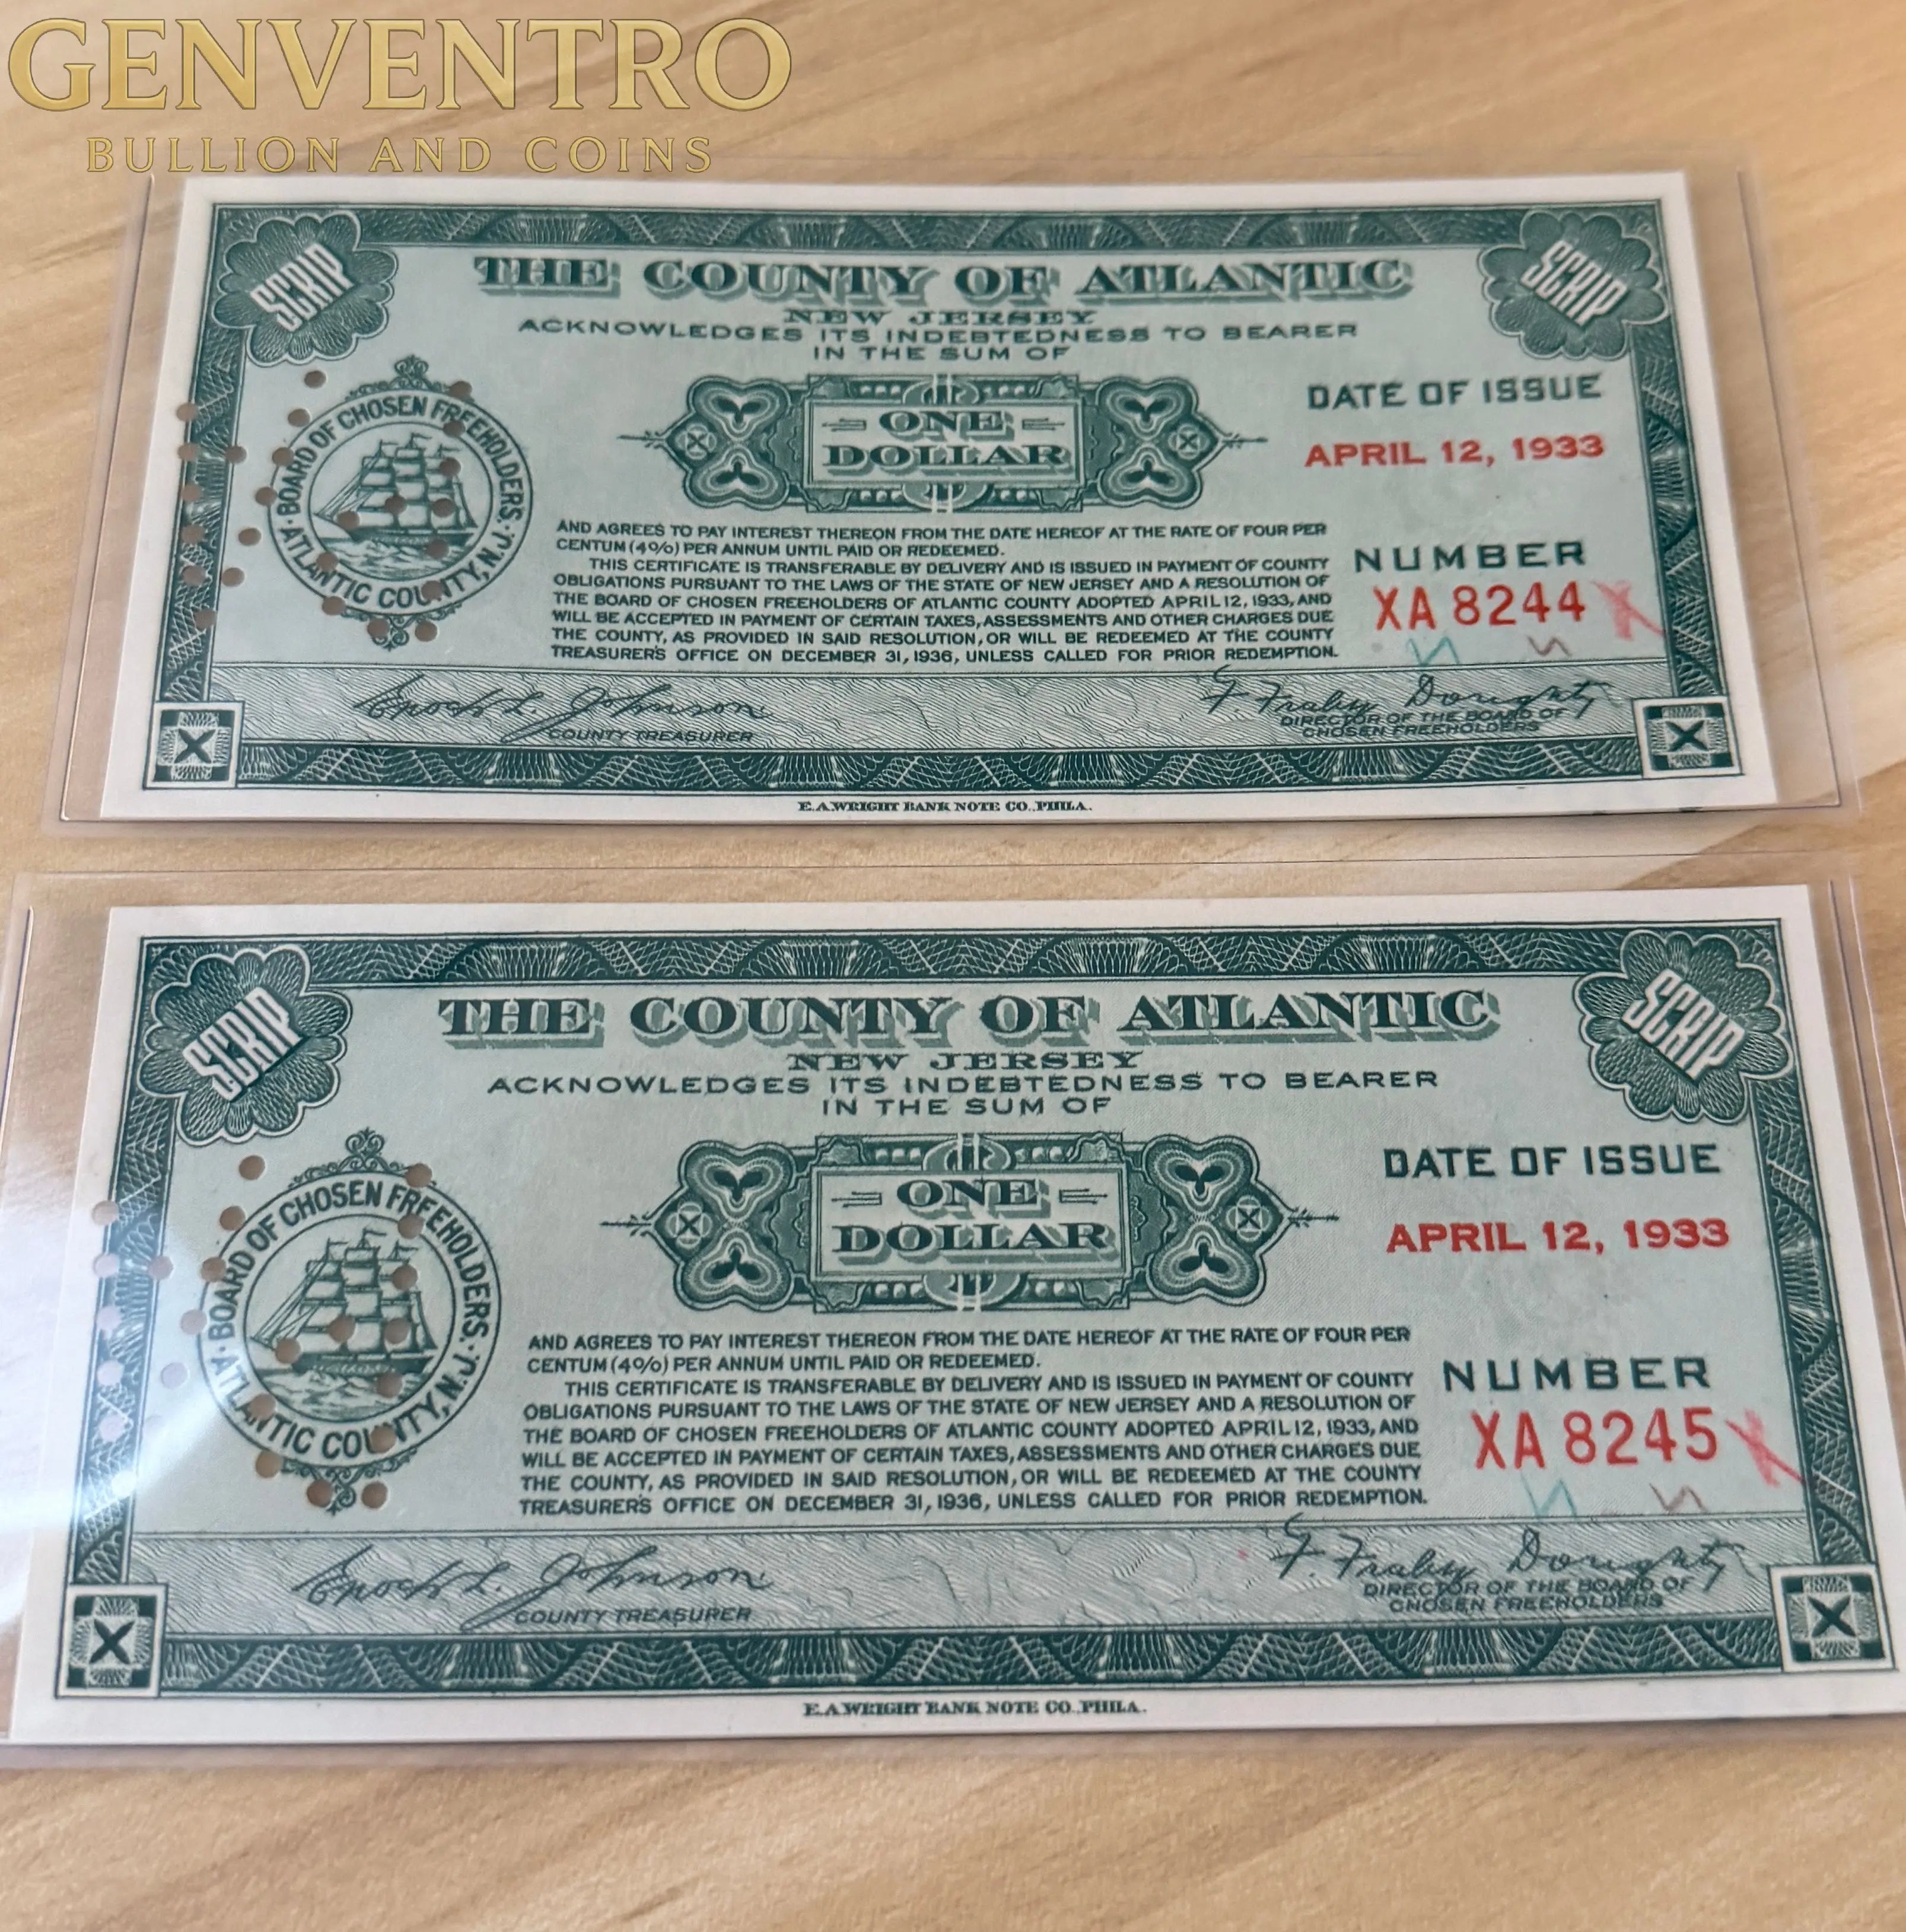 GENVENTRO
BULLION AND COINS
SCRIP
SCRIP
THE COUNTY OF ATLANTIC
NEW JERSEY
ACKNOWLEDGES ITS INDEBTEDNESS TO BEARER
IN THE SUM OF
BOARD OF CHOSEN FREEHOLDERS.
ATLANTIC COUNTY, N.J.
ONE
DOLLAR
DATE OF ISSUE
APRIL 12, 1933
AND AGREES TO PAY INTEREST THEREON FROM THE DATE HEREOF AT THE RATE OF FOUR PER
CENTUM (4%) PER ANNUM UNTIL PAID OR REDEEMED.
THIS CERTIFICATE IS TRANSFERABLE BY DELIVERY AND IS ISSUED IN PAYMENT OF COUNTY
OBLIGATIONS PURSUANT TO THE LAWS OF THE STATE OF NEW JERSEY AND A RESOLUTION OF
THE BOARD OF CHOSEN FREEHOLDERS OF ATLANTIC COUNTY ADOPTED APRIL 12, 1933, AND
WILL BE ACCEPTED IN PAYMENT OF CERTAIN TAXES, ASSESSMENTS AND OTHER CHARGES DUE
THE COUNTY, AS PROVIDED IN SAID RESOLUTION, OR WILL BE REDEEMED AT THE COUNTY
TREASURER'S OFFICE ON DECEMBER 31, 1936, UNLESS CALLED FOR PRIOR REDEMPTION.
NUMBER
XA 8244 X
Enoch L. Johnson
COUNTY TREASURER
F. Fraley Doughty
DIRECTOR OF THE BOARD OF
CHOSEN FREEHOLDERS
X
X
E.A.WRIGHT BANK NOTE CO., PHILA.
SCRIP
SCRIP
THE COUNTY OF ATLANTIC
NEW JERSEY
ACKNOWLEDGES ITS INDEBTEDNESS TO BEARER
IN THE SUM OF
BOARD OF CHOSEN FREEHOLDERS.
ATLANTIC COUNTY, N.J.
ONE
DOLLAR
DATE OF ISSUE
APRIL 12, 1933
AND AGREES TO PAY INTEREST THEREON FROM THE DATE HEREOF AT THE RATE OF FOUR PER
CENTUM (4%) PER ANNUM UNTIL PAID OR REDEEMED.
THIS CERTIFICATE IS TRANSFERABLE BY DELIVERY AND IS ISSUED IN PAYMENT OF COUNTY
OBLIGATIONS PURSUANT TO THE LAWS OF THE STATE OF NEW JERSEY AND A RESOLUTION OF
THE BOARD OF CHOSEN FREEHOLDERS OF ATLANTIC COUNTY ADOPTED APRIL 12, 1933, AND
WILL BE ACCEPTED IN PAYMENT OF CERTAIN TAXES, ASSESSMENTS AND OTHER CHARGES DUE
THE COUNTY, AS PROVIDED IN SAID RESOLUTION, OR WILL BE REDEEMED AT THE COUNTY
TREASURER'S OFFICE ON DECEMBER 31, 1936, UNLESS CALLED FOR PRIOR REDEMPTION.
NUMBER
XA 8245 X
Enoch L. Johnson
COUNTY TREASURER
F. Fraley Doughty
DIRECTOR OF THE BOARD OF
CHOSEN FREEHOLDERS
X
X
E.A.WRIGHT BANK NOTE CO., PHILA.